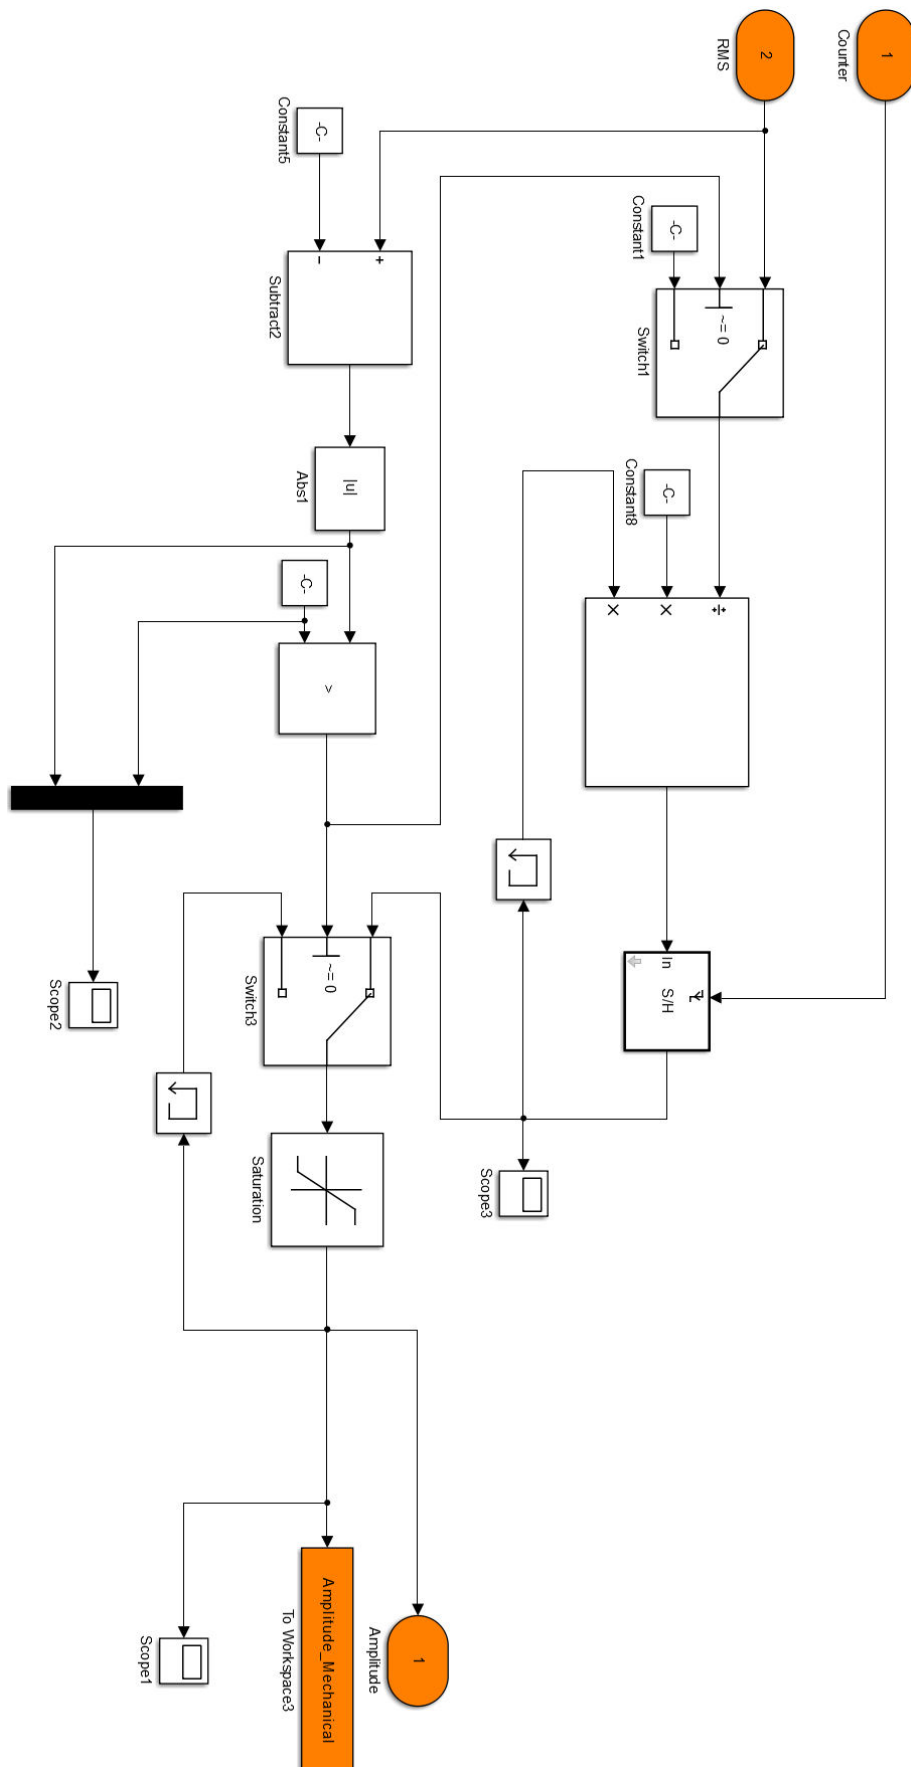 1
Counter
2
RMS
-C-
Constant1
~= 0
Switch1
-C-
Constant8
÷
×
×
In
S/H
Scope3
-C-
Constant5
+
−
Subtract2
|u|
Abs1
-C-
>
~= 0
Switch3
Saturation
1
Amplitude
Amplitude_Mechanical
To Workspace3
Scope2
Scope1